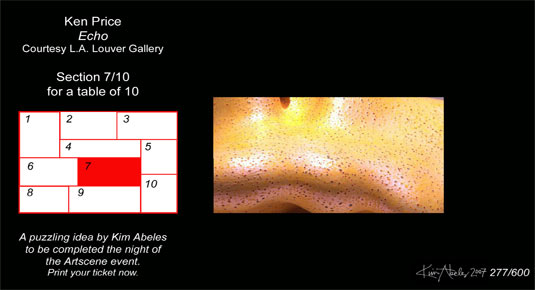 Ken Price
Echo
Courtesy L.A. Louver Gallery
Section 7/10
for a table of 10
1
2
3
4
5
6
7
8
9
10
A puzzling idea by Kim Abeles
to be completed the night of
the Artscene event.
Print your ticket now.
Kim Abeles 2007 277/600